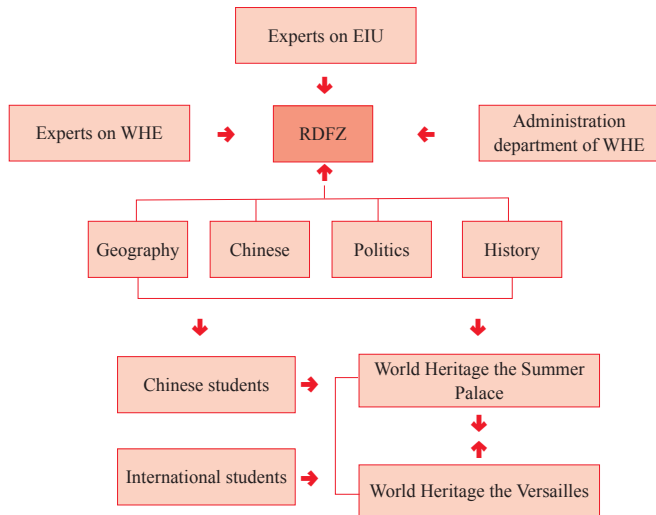 Experts on EIU
Experts on WHE
RDFZ
Administration
department of WHE
Geography
Chinese
Politics
History
Chinese students
World Heritage the Summer
Palace
International students
World Heritage the Versailles